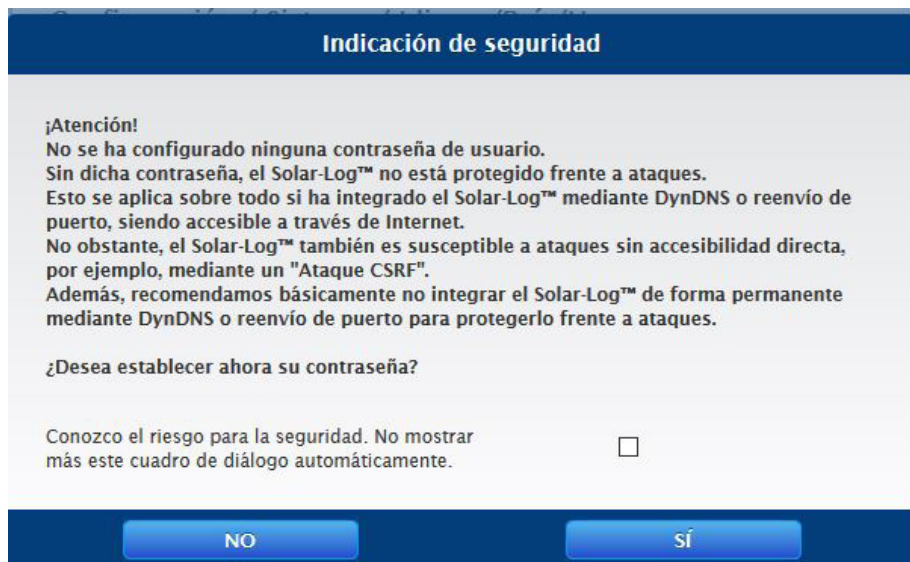 Indicación de seguridad
¡Atención!
No se ha configurado ninguna contraseña de usuario.
Sin dicha contraseña, el Solar-Log™ no está protegido frente a ataques.
Esto se aplica sobre todo si ha integrado el Solar-Log™ mediante DynDNS o reenvío de
puerto, siendo accesible a través de Internet.
No obstante, el Solar-Log™ también es susceptible a ataques sin accesibilidad directa,
por ejemplo, mediante un "Ataque CSRF".
Además, recomendamos básicamente no integrar el Solar-Log™ de forma permanente
mediante DynDNS o reenvío de puerto para protegerlo frente a ataques.
¿Desea establecer ahora su contraseña?
Conozco el riesgo para la seguridad. No mostrar
más este cuadro de diálogo automáticamente.
NO
SÍ